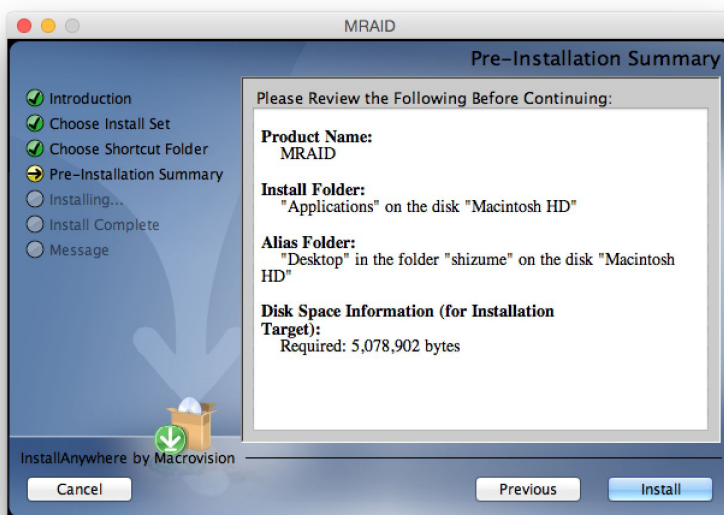 MRAID
Pre-Installation Summary
Introduction
Choose Install Set
Choose Shortcut Folder
Pre-Installation Summary
Installing...
Install Complete
Message
Please Review the Following Before Continuing:
Product Name:
MRAID
Install Folder:
"Applications" on the disk "Macintosh HD"
Alias Folder:
"Desktop" in the folder "shizume" on the disk "Macintosh
HD"
Disk Space Information (for Installation
Target):
Required: 5,078,902 bytes
InstallAnywhere by Macrovision
Cancel
Previous
Install